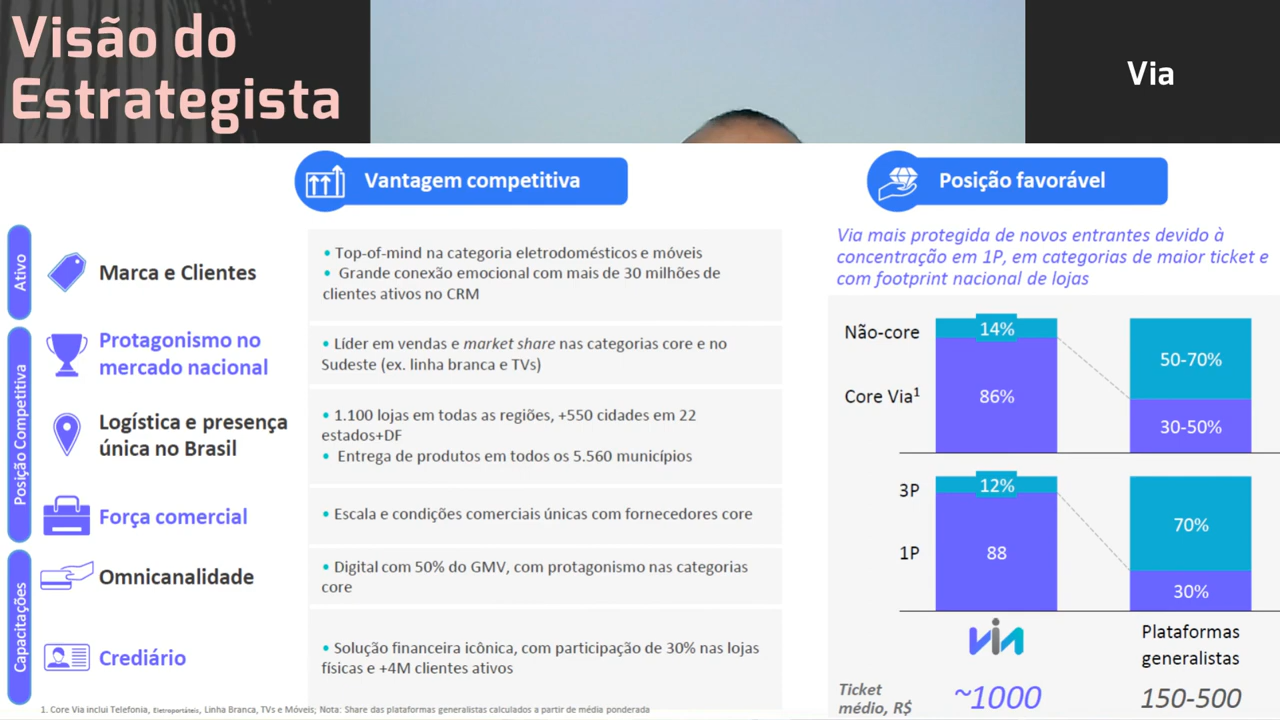 Visão do
Estrategista
Via
Vantagem competitiva
Posição favorável
Ativo
Marca e Clientes
• Top-of-mind na categoria eletrodomésticos e móveis
• Grande conexão emocional com mais de 30 milhões de
clientes ativos no CRM
Posição Competitiva
Protagonismo no
mercado nacional
• Líder em vendas e market share nas categorias core e no
Sudeste (ex. linha branca e TVs)
Logística e presença
única no Brasil
• 1.100 lojas em todas as regiões, +550 cidades em 22
estados+DF
• Entrega de produtos em todos os 5.560 municípios
Força comercial
• Escala e condições comerciais únicas com fornecedores core
Capacitações
Omnicanalidade
• Digital com 50% do GMV, com protagonismo nas categorias
core
Crediário
• Solução financeira icônica, com participação de 30% nas lojas
físicas e +4M clientes ativos
Via mais protegida de novos entrantes devido à
concentração em 1P, em categorias de maior ticket e
com footprint nacional de lojas
Não-core
14%
50-70%
Core Via¹
86%
30-50%
3P
12%
70%
1P
88
30%
via
Plataformas
generalistas
Ticket
médio, R$
~1000
150-500
1. Core Via inclui Telefonia, Eletroportáteis, Linha Branca, TVs e Móveis; Nota: Share das plataformas generalistas calculados a partir de média ponderada